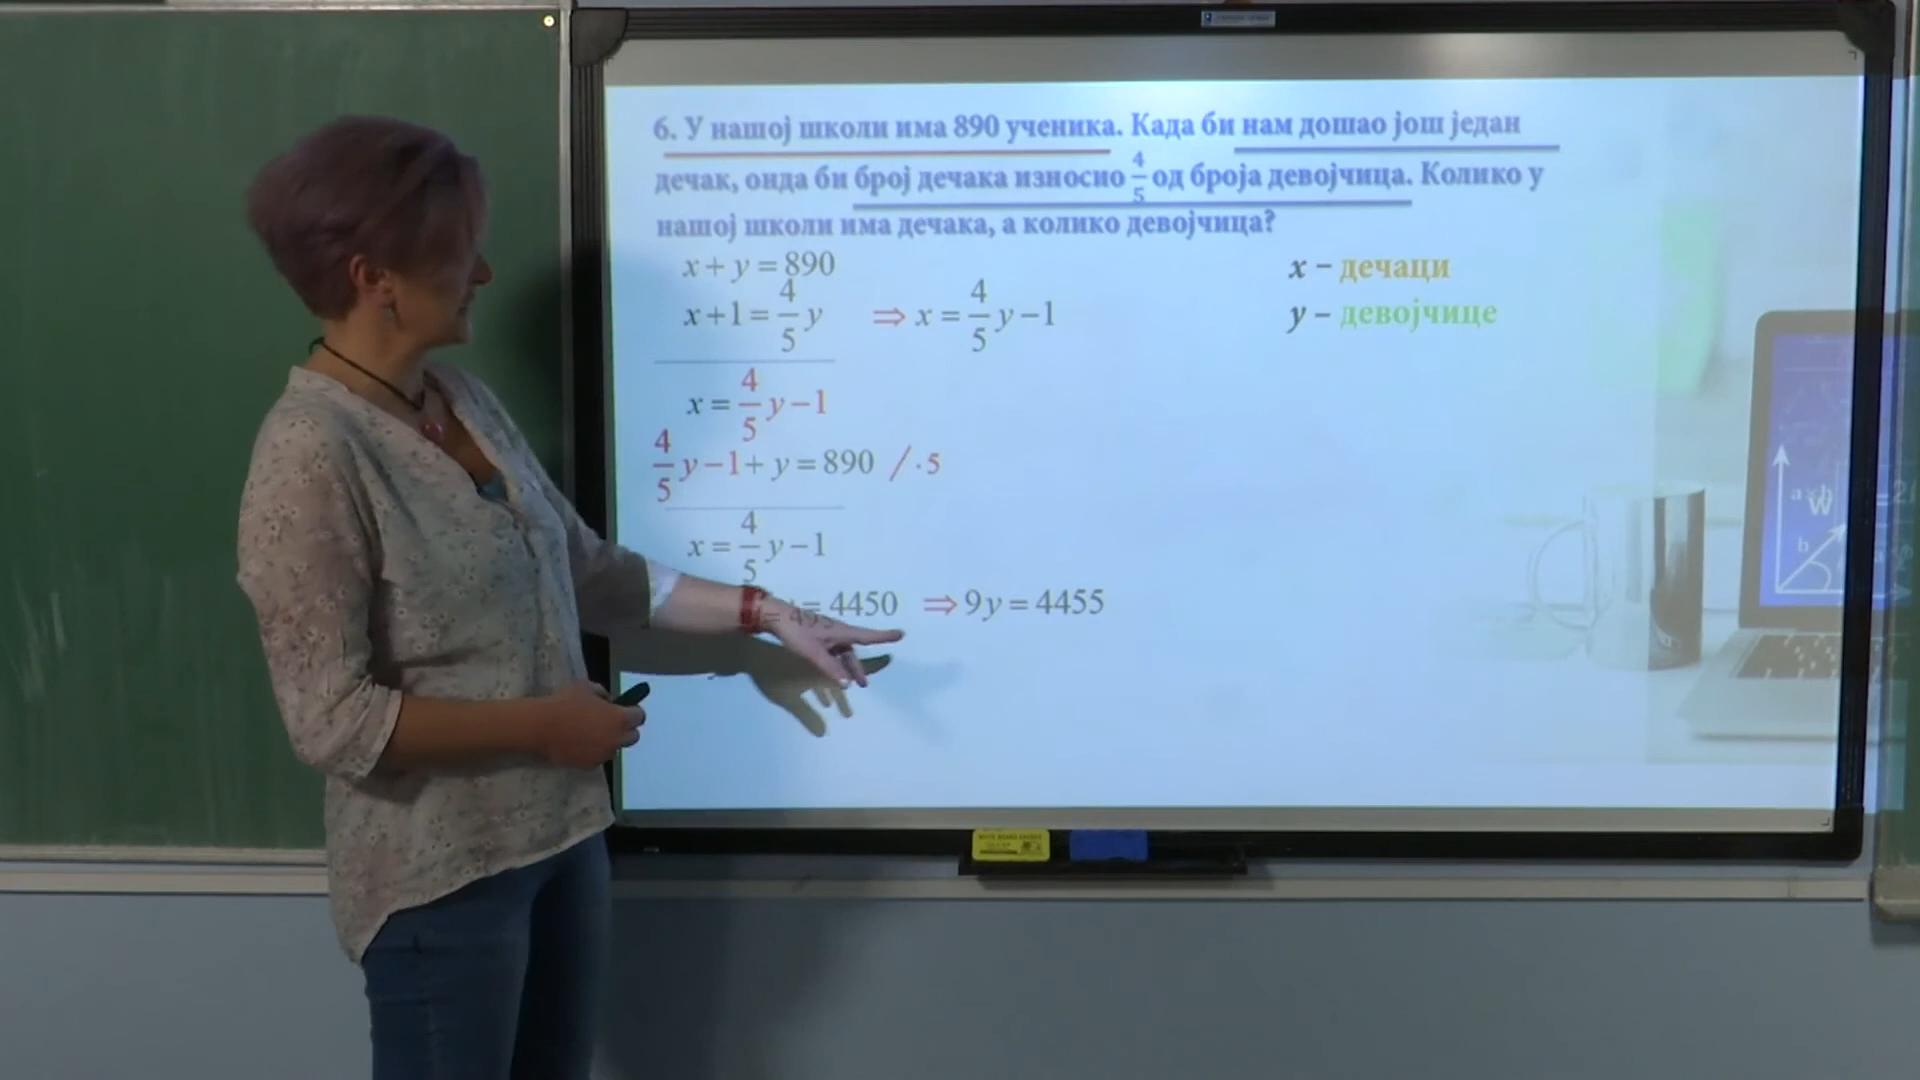 6. У нашој школи има 890 ученика. Када би нам дошао још један
дечак, онда би број дечака износио 4/5 од броја девојчица. Колико у
нашој школи има дечака, а колико девојчица?
x + y = 890
x – дечаци
x + 1 = 4/5 y ⇒ x = 4/5 y − 1
y – девојчице
x = 4/5 y − 1
4/5 y − 1 + y = 890 / · 5
x = 4/5 y − 1
= 4450 ⇒ 9y = 4455
W
b